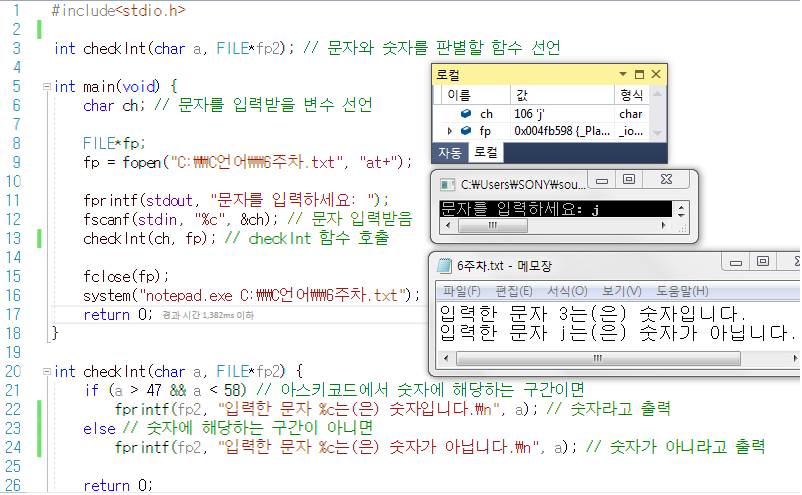 1 #include<stdio.h>
2
3 int checkInt(char a, FILE*fp2); // 문자와 숫자를 판별할 함수 선언
4
5 int main(void) {
6 char ch; // 문자를 입력받을 변수 선언
7
8 FILE*fp;
9 fp = fopen("C:₩₩C언어₩₩6주차.txt", "at+");
10
11 fprintf(stdout, "문자를 입력하세요: ");
12 fscanf(stdin, "%c", &ch); // 문자 입력받음
13 checkInt(ch, fp); // checkInt 함수 호출
14
15 fclose(fp);
16 system("notepad.exe C:₩₩C언어₩₩6주차.txt");
17 return 0; 경과 시간 1,382ms 이하
18 }
19
20 int checkInt(char a, FILE*fp2) {
21 if (a > 47 && a < 58) // 아스키코드에서 숫자에 해당하는 구간이면
22 fprintf(fp2, "입력한 문자 %c는(은) 숫자입니다.₩n", a); // 숫자라고 출력
23 else // 숫자에 해당하는 구간이 아니면
24 fprintf(fp2, "입력한 문자 %c는(은) 숫자가 아닙니다.₩n", a); // 숫자가 아니라고 출력
25
26 return 0;
로컬
이름 값 형식
ch 106 'j' char
fp 0x004fb598 {_Pla... _io...
자동 로컬
C:₩Users₩SONY₩sou...
문자를 입력하세요: j
6주차.txt - 메모장
파일(F) 편집(E) 서식(O) 보기(V) 도움말(H)
입력한 문자 3는(은) 숫자입니다.
입력한 문자 j는(은) 숫자가 아닙니다.